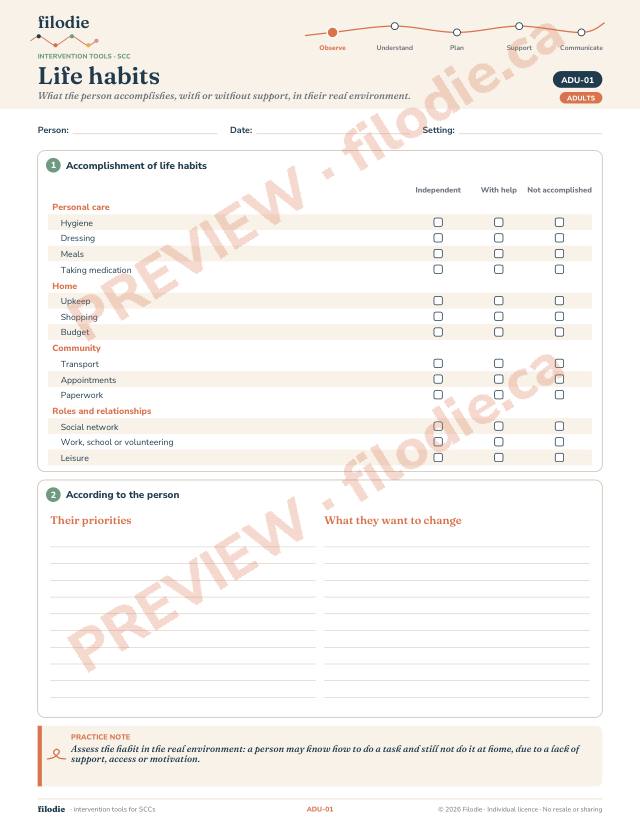 filodie
Observe Understand Plan Support Communicate
INTERVENTION TOOLS · SCC
Life habits
ADU-01
What the person accomplishes, with or without support, in their real environment.
ADULTS
Person: Date: Setting:
1 Accomplishment of life habits
Independent With help Not accomplished
Personal care
Hygiene
Dressing
Meals
Taking medication
Home
Upkeep
Shopping
Budget
Community
Transport
Appointments
Paperwork
Roles and relationships
Social network
Work, school or volunteering
Leisure
2 According to the person
Their priorities What they want to change
PRACTICE NOTE
Assess the habit in the real environment: a person may know how to do a task and still not do it at home, due to a lack of
support, access or motivation.
filodie · Intervention tools for SCCs ADU-01 © 2026 Filodie · Individual licence · No resale or sharing
PREVIEW · filodie.ca
PREVIEW · filodie.ca